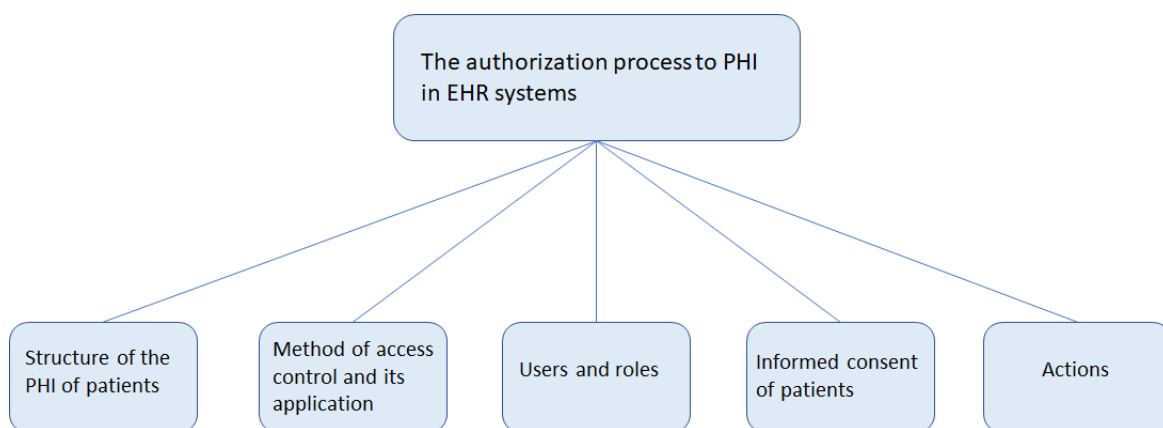 The authorization process to PHI
in EHR systems
Structure of the
PHI of patients
Method of access
control and its
application
Users and roles
Informed consent
of patients
Actions